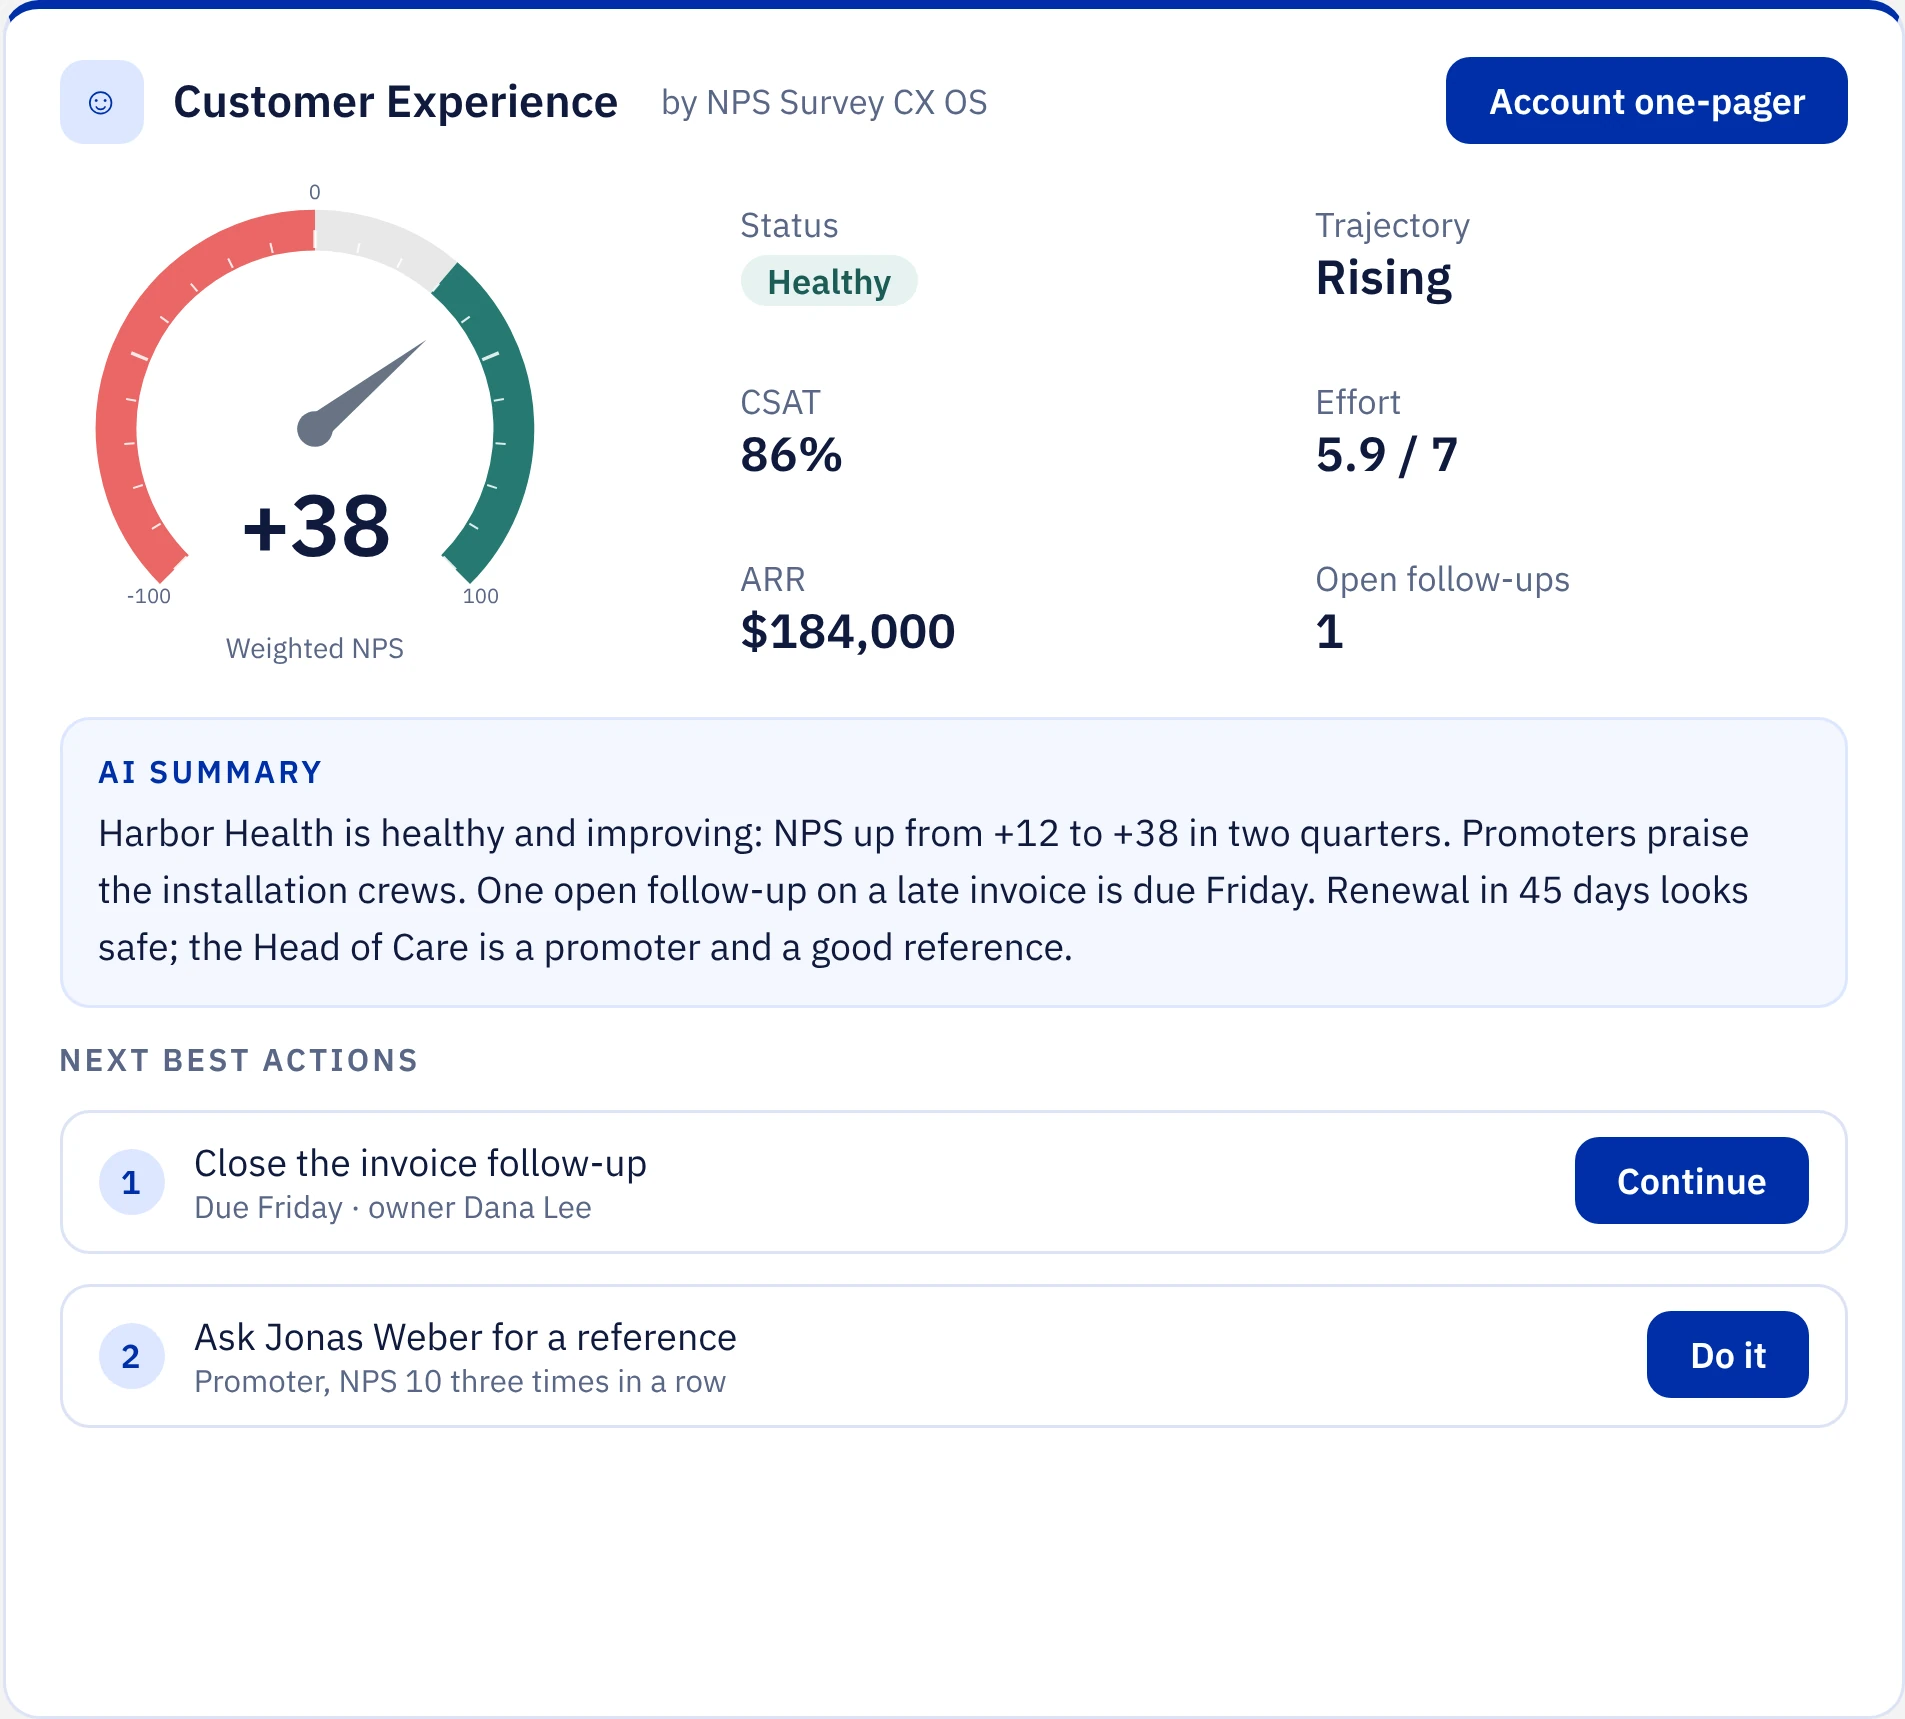 Customer Experience by NPS Survey CX OS
Account one-pager
0
-100
100
+38
Weighted NPS
Status
Healthy
Trajectory
Rising
CSAT
86%
Effort
5.9 / 7
ARR
$184,000
Open follow-ups
1
AI SUMMARY
Harbor Health is healthy and improving: NPS up from +12 to +38 in two quarters. Promoters praise
the installation crews. One open follow-up on a late invoice is due Friday. Renewal in 45 days looks
safe; the Head of Care is a promoter and a good reference.
NEXT BEST ACTIONS
1
Close the invoice follow-up
Due Friday · owner Dana Lee
Continue
2
Ask Jonas Weber for a reference
Promoter, NPS 10 three times in a row
Do it